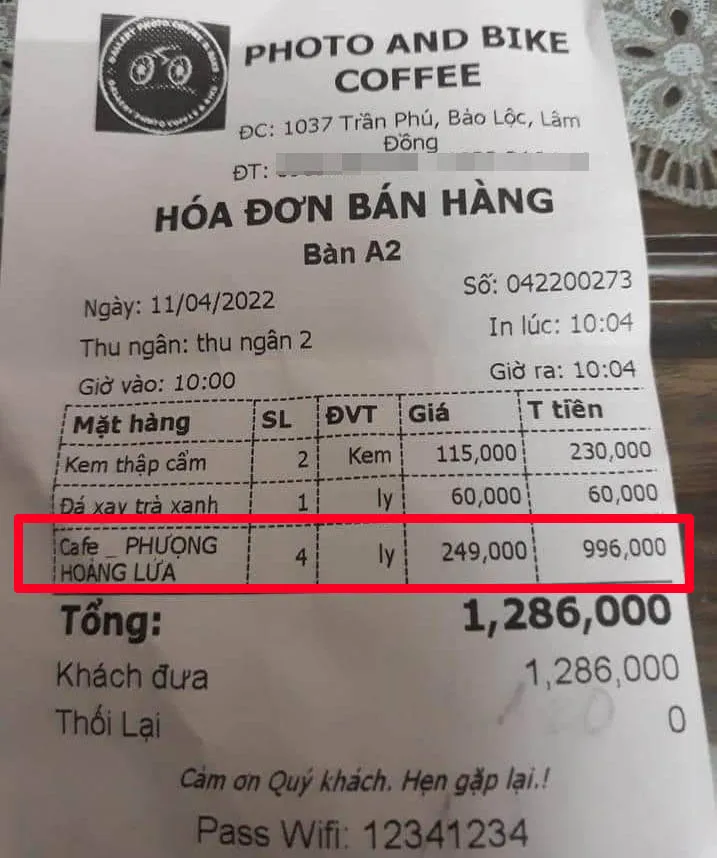 PHOTO AND BIKE
COFFEE
ĐC: 1037 Trần Phú, Bảo Lộc, Lâm
Đồng
ĐT:
HÓA ĐƠN BÁN HÀNG
Bàn A2
Ngày: 11/04/2022 Số: 042200273
Thu ngân: thu ngân 2 In lúc: 10:04
Giờ vào: 10:00 Giờ ra: 10:04
Mặt hàng SL ĐVT Giá T tiền
Kem thập cẩm 2 Kem 115,000 230,000
Đá xay trà xanh 1 ly 60,000 60,000
Cafe _ PHƯỢNG
HOÀNG LỬA 4 ly 249,000 996,000
Tổng: 1,286,000
Khách đưa 1,286,000
Thối Lại 0
Cảm ơn Quý khách. Hẹn gặp lại.!
Pass Wifi: 12341234